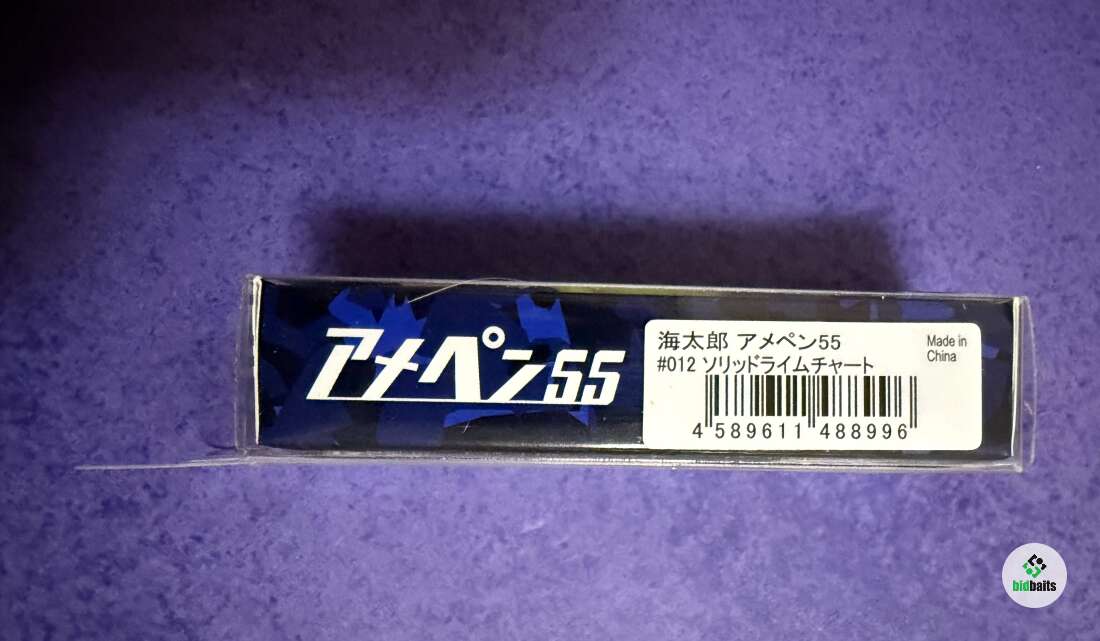 アメペン55
海太郎 アメペン55
#012 ソリッドライムチャート
Made in
China
4 589611 488996
bidbaits